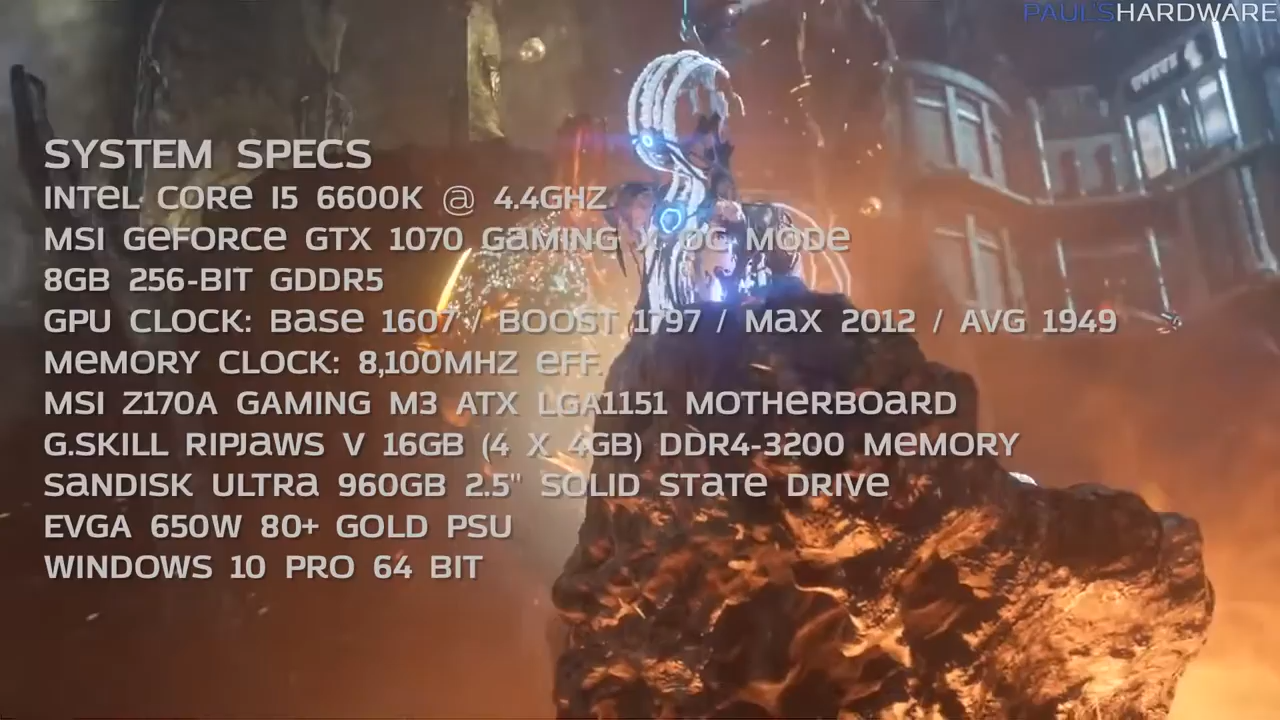 PAUL'SHARDWARE
SYSTEM SPECS
INTEL CORE I5 6600K @ 4.4GHZ
MSI GEFORCE GTX 1070 GAMING X OC MODE
8GB 256-BIT GDDR5
GPU CLOCK: BASE 1607 / BOOST 1797 / MAX 2012 / AVG 1949
MEMORY CLOCK: 8,100MHZ EFF.
MSI Z170A GAMING M3 ATX LGA1151 MOTHERBOARD
G.SKILL RIPJAWS V 16GB (4 X 4GB) DDR4-3200 MEMORY
SANDISK ULTRA 960GB 2.5" SOLID STATE DRIVE
EVGA 650W 80+ GOLD PSU
WINDOWS 10 PRO 64 BIT